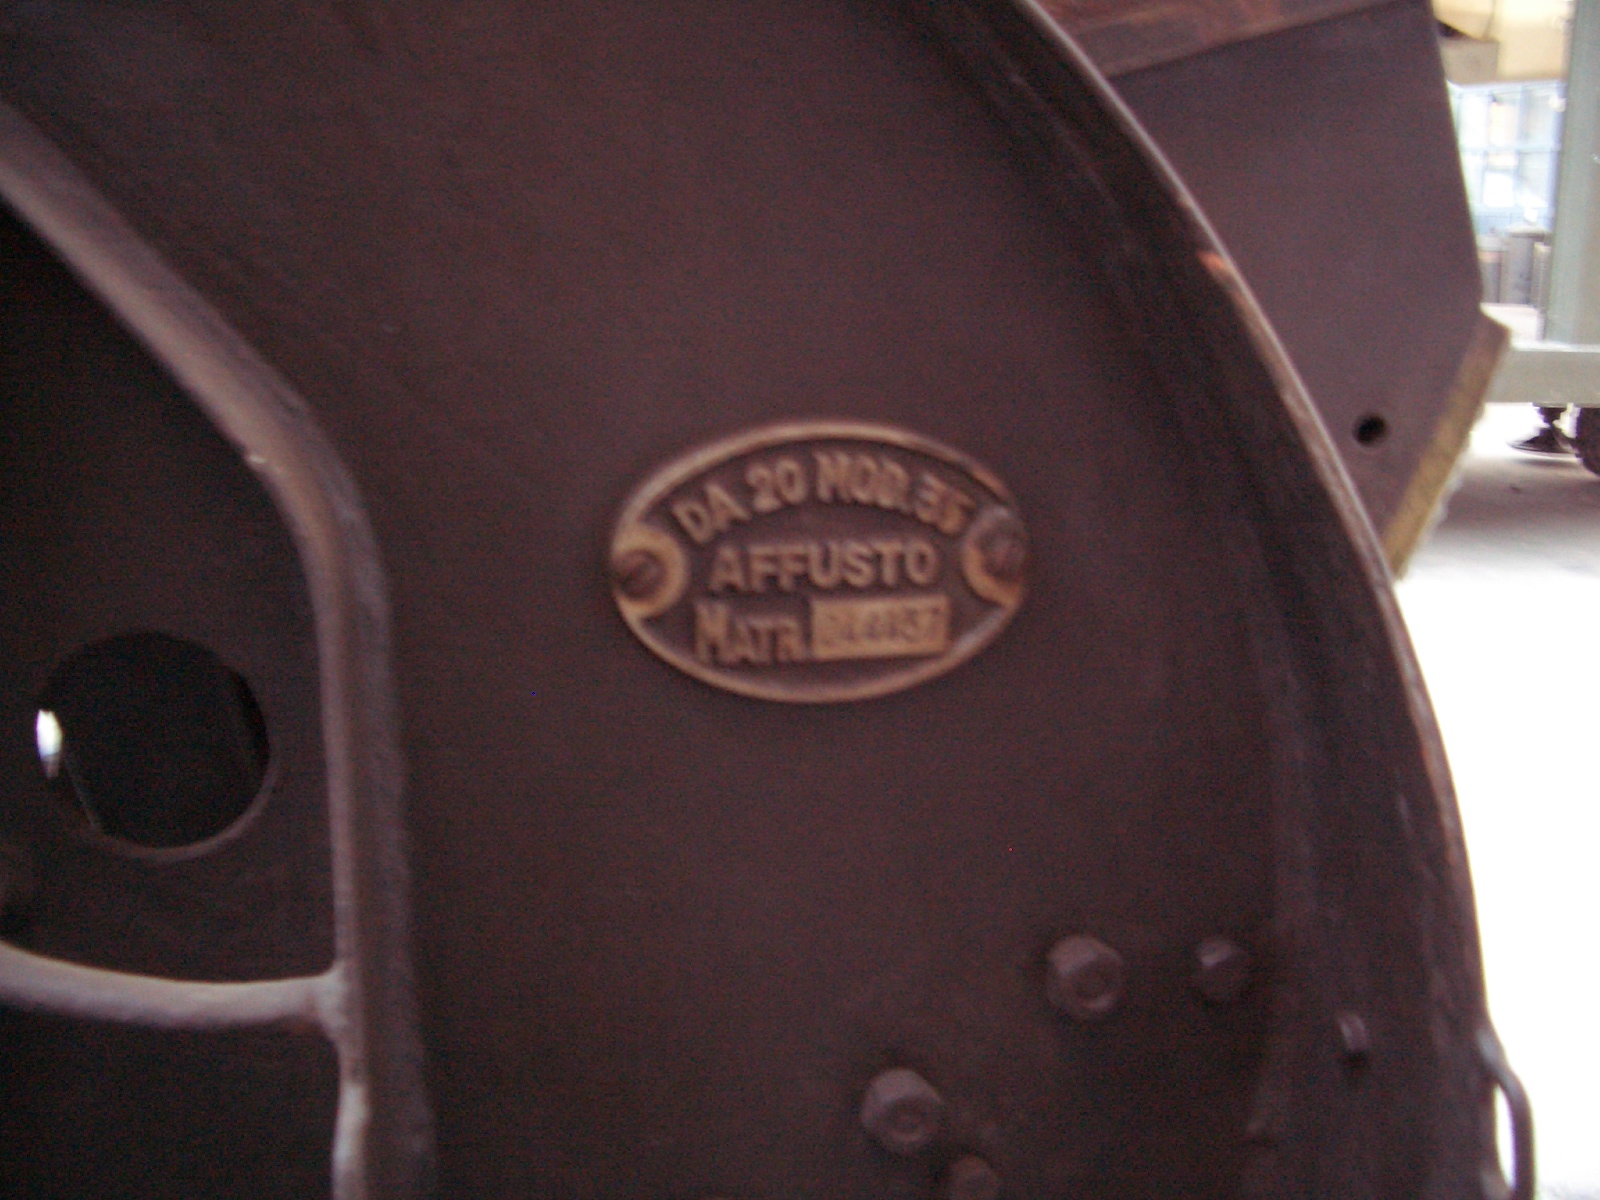 DA 20 MOD. 35
AFFUSTO
MATR.